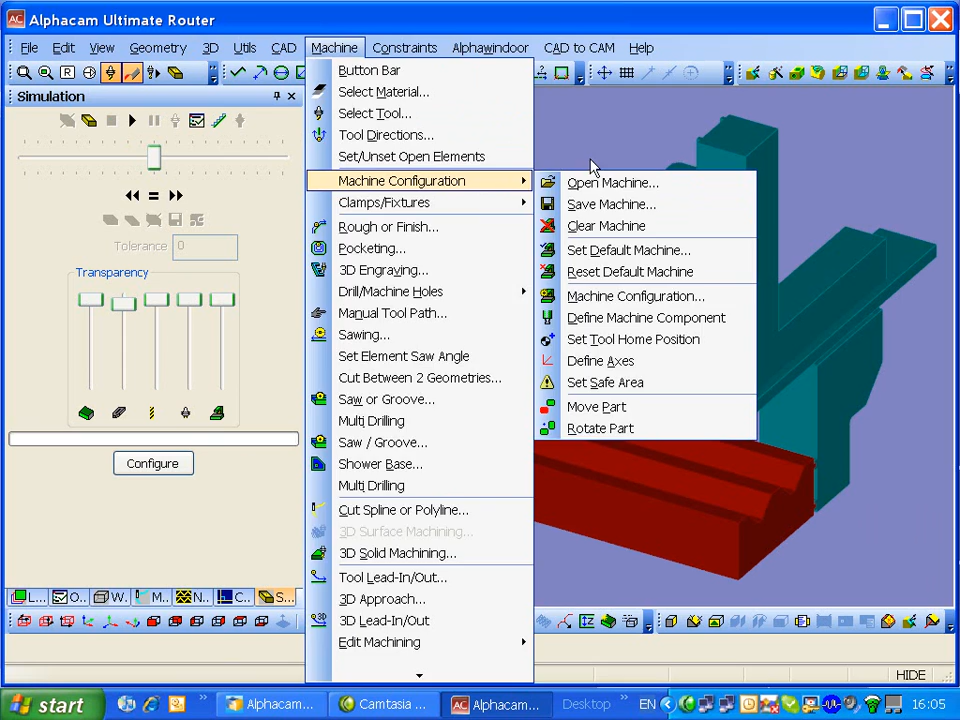 Alphacam Ultimate Router
File Edit View Geometry 3D Utils CAD Machine Constraints Alphawindoor CAD to CAM Help
Simulation
Tolerance 0
Transparency
Configure
Button Bar
Select Material...
Select Tool...
Tool Directions...
Set/Unset Open Elements
Machine Configuration
Clamps/Fixtures
Rough or Finish...
Pocketing...
3D Engraving...
Drill/Machine Holes
Manual Tool Path...
Sawing...
Set Element Saw Angle
Cut Between 2 Geometries...
Saw or Groove...
Multi Drilling
Saw / Groove...
Shower Base...
Multi Drilling
Cut Spline or Polyline...
3D Surface Machining...
3D Solid Machining...
Tool Lead-In/Out...
3D Approach...
3D Lead-In/Out
Edit Machining
Open Machine...
Save Machine...
Clear Machine
Set Default Machine...
Reset Default Machine
Machine Configuration...
Define Machine Component
Set Tool Home Position
Define Axes
Set Safe Area
Move Part
Rotate Part
L... O... W... M... N... C... S...
HIDE
start Alphacam... Camtasia ... Alphacam... Desktop EN 16:05